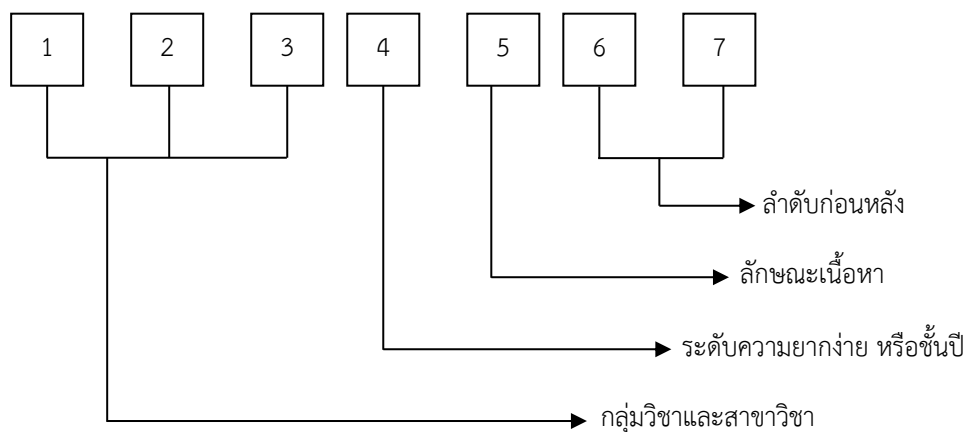 1 2 3 4 5 6 7
ลำดับก่อนหลัง
ลักษณะเนื้อหา
ระดับความยากง่าย หรือชั้นปี
กลุ่มวิชาและสาขาวิชา